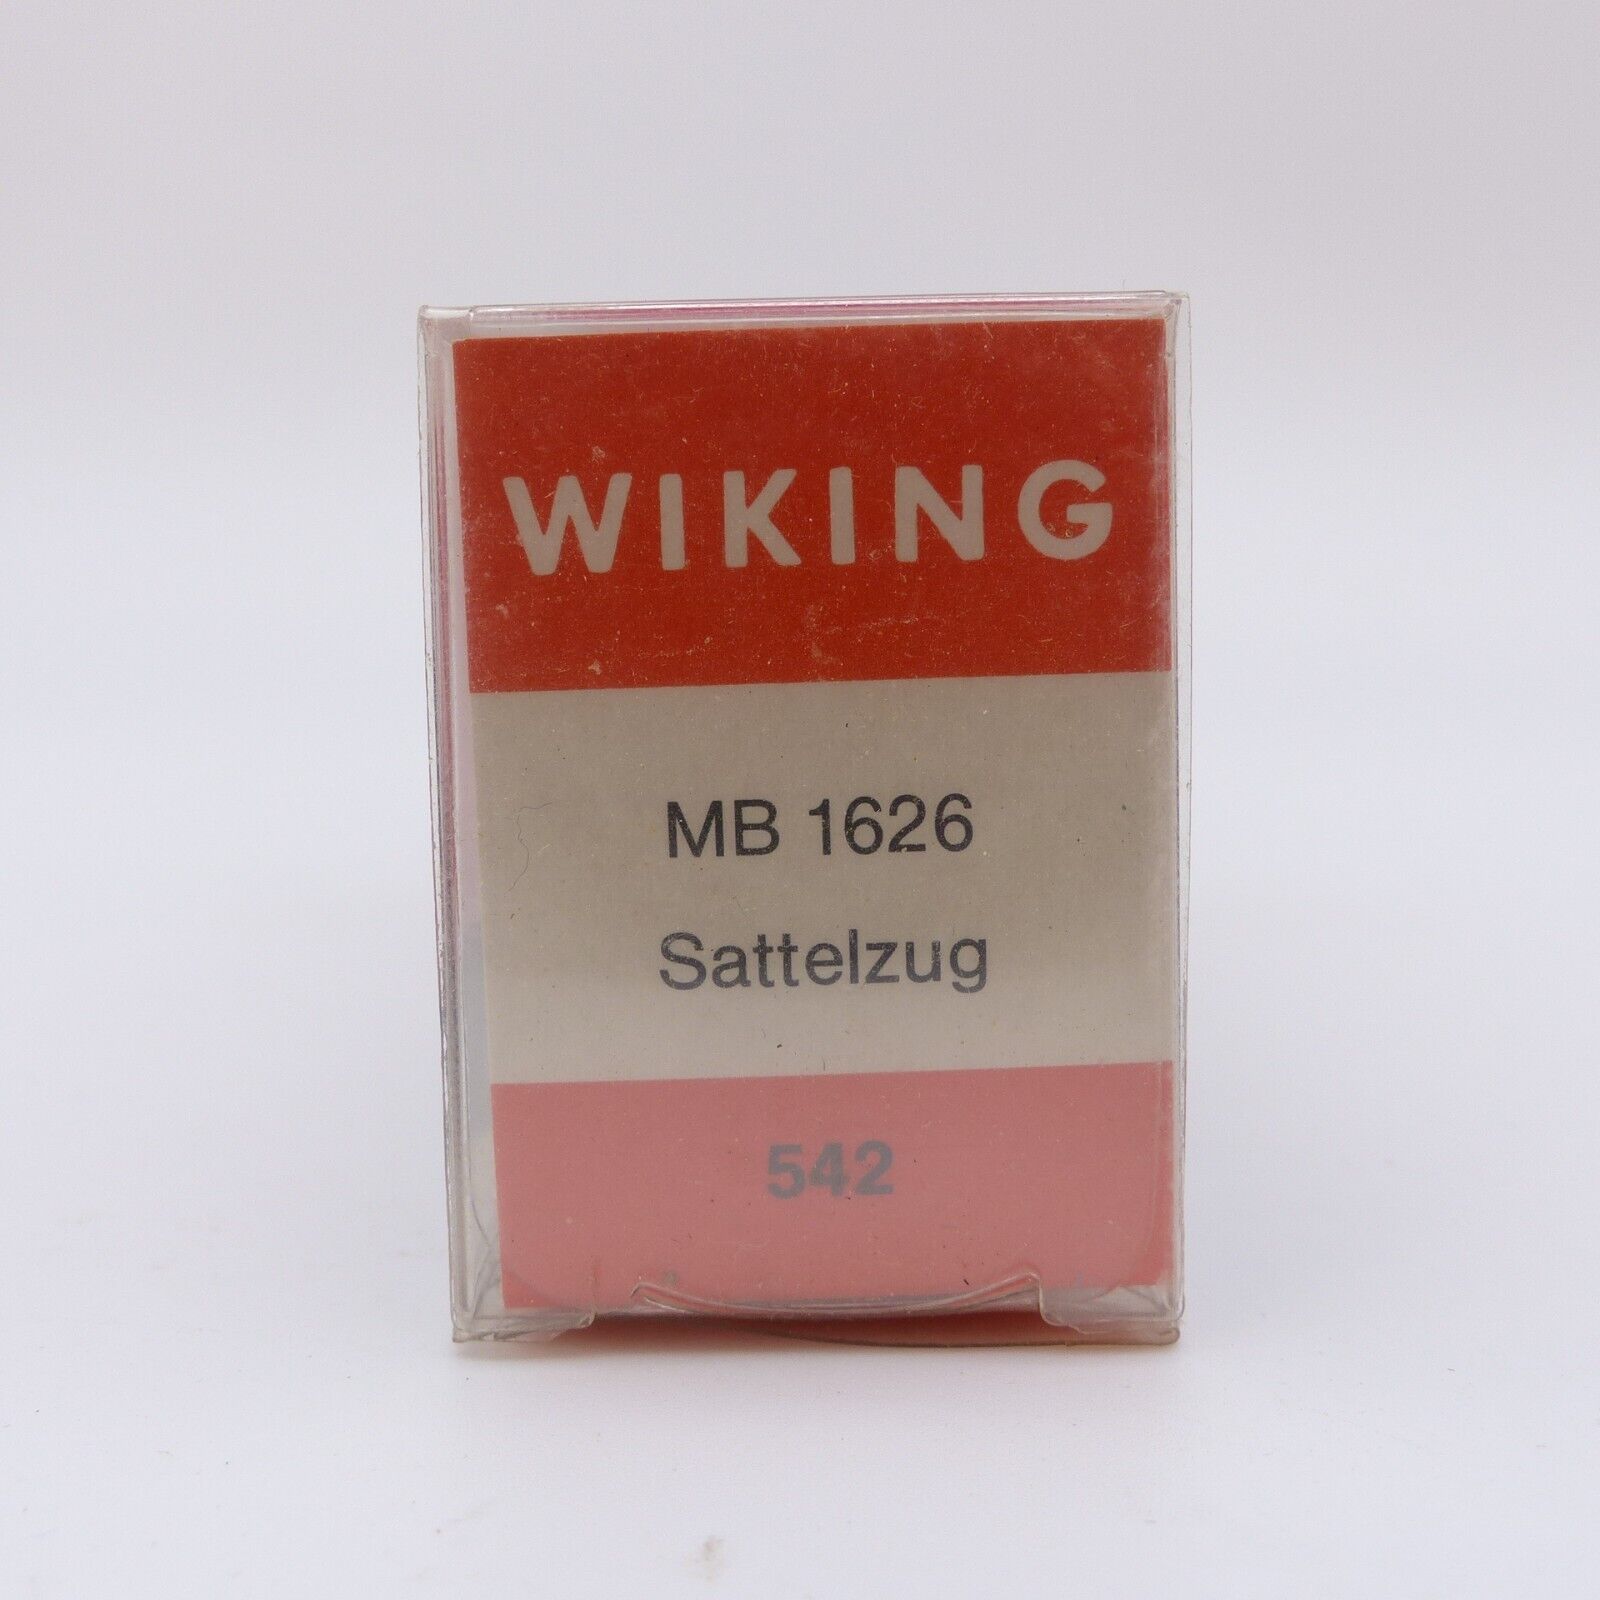 WIKING
MB 1626
Sattelzug
542